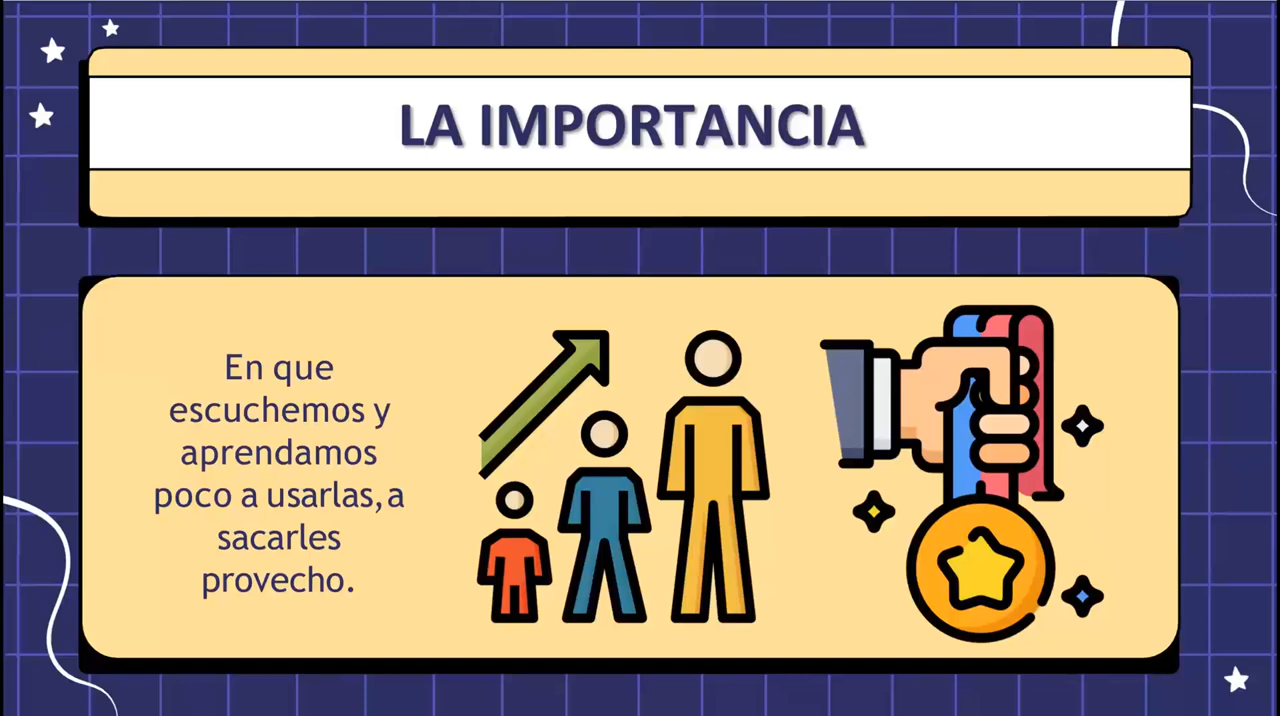 LA IMPORTANCIA
En que
escuchemos y
aprendamos
poco a usarlas, a
sacarles
provecho.